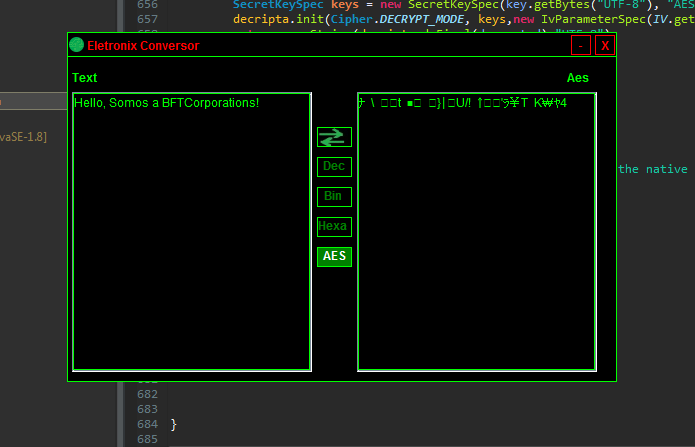 656 SecretKeySpec keys = new SecretKeySpec(key.getBytes("UTF-8"), "AES
657 decripta.init(Cipher.DECRYPT_MODE, keys,new IvParameterSpec(IV.get
Eletronix Conversor
- X
Text
Aes
Hello, Somos a BFTCorporations!
Dec
Bin
Hexa
AES
vaSE-1.8]
the native
682
683
684 }
685